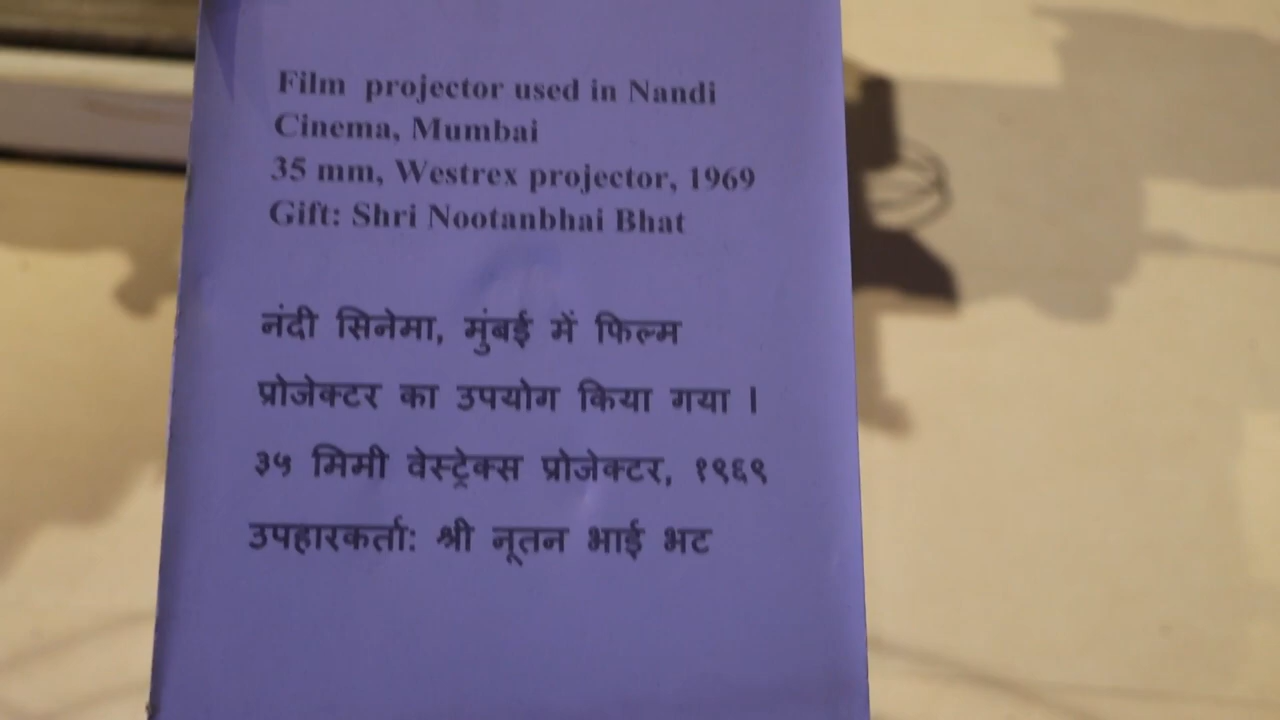 Film projector used in Nandi
Cinema, Mumbai
35 mm, Westrex projector, 1969
Gift: Shri Nootanbhai Bhat
नंदी सिनेमा, मुंबई में फिल्म
प्रोजेक्टर का उपयोग किया गया ।
३५ मिमी वेस्ट्रेक्स प्रोजेक्टर, १९६९
उपहारकर्ता: श्री नूतन भाई भट